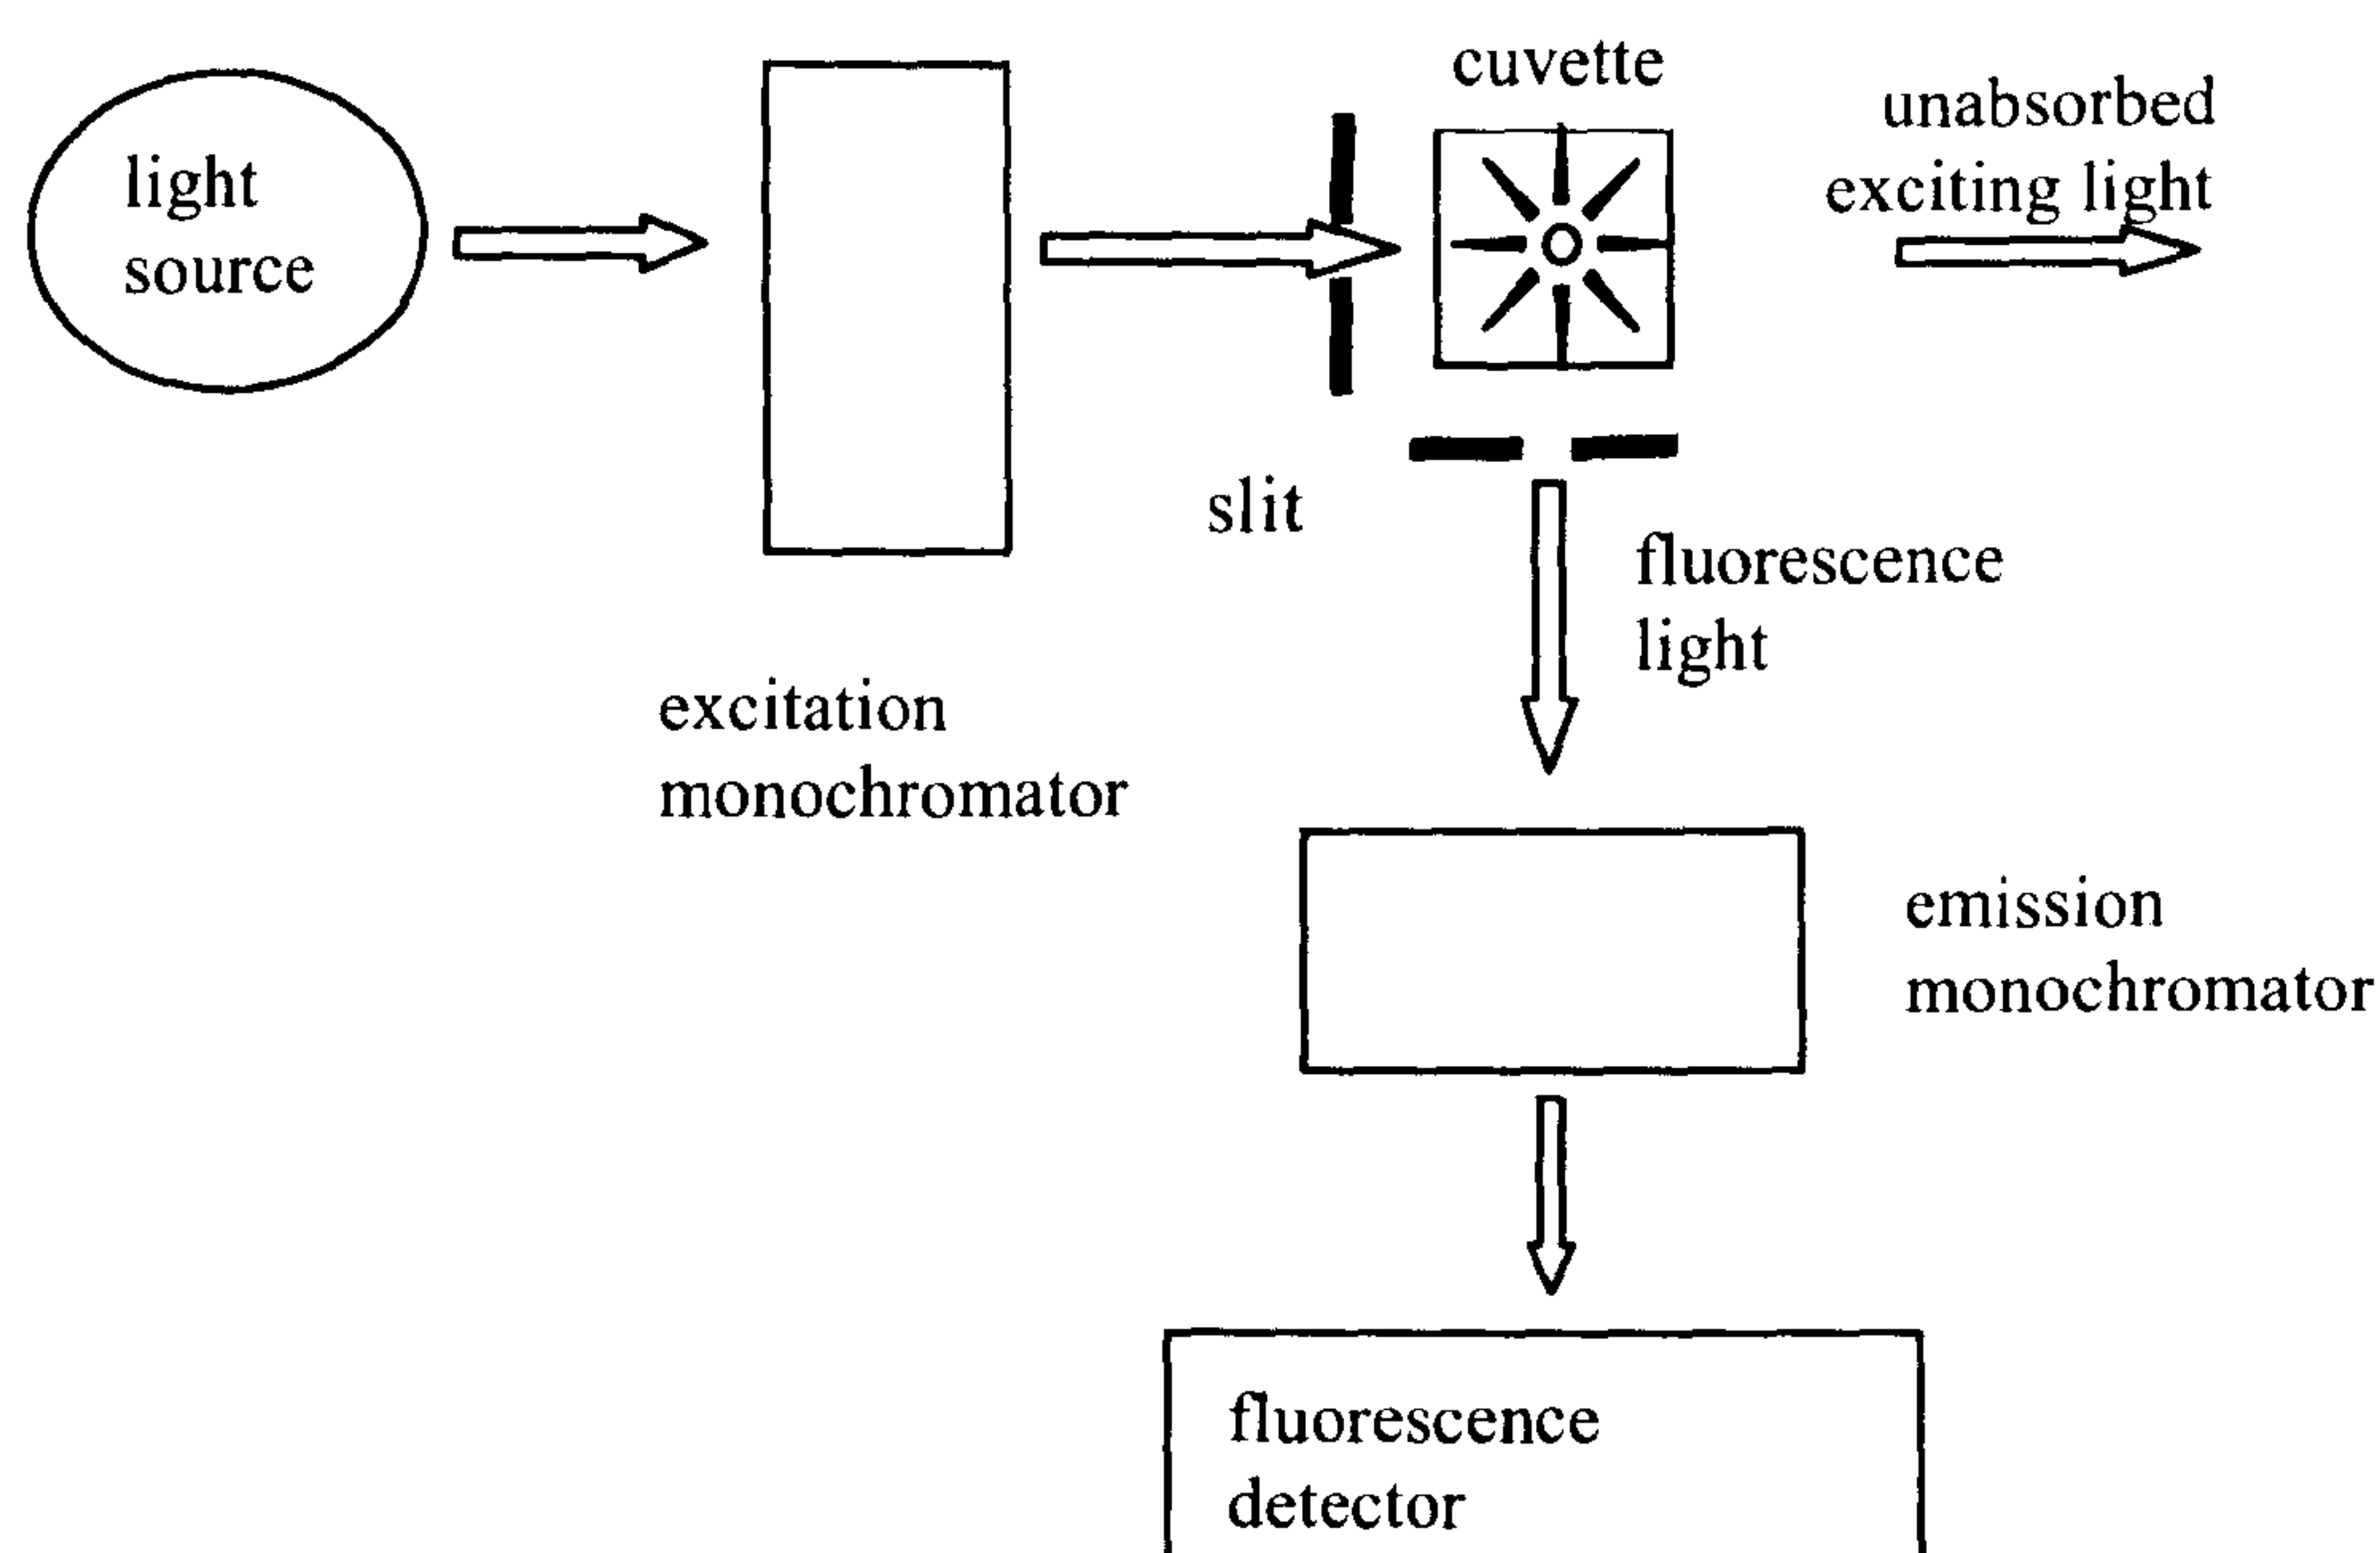 light
source
cuvette
unabsorbed
exciting light
slit
fluorescence
light
excitation
monochromator
emission
monochromator
fluorescence
detector